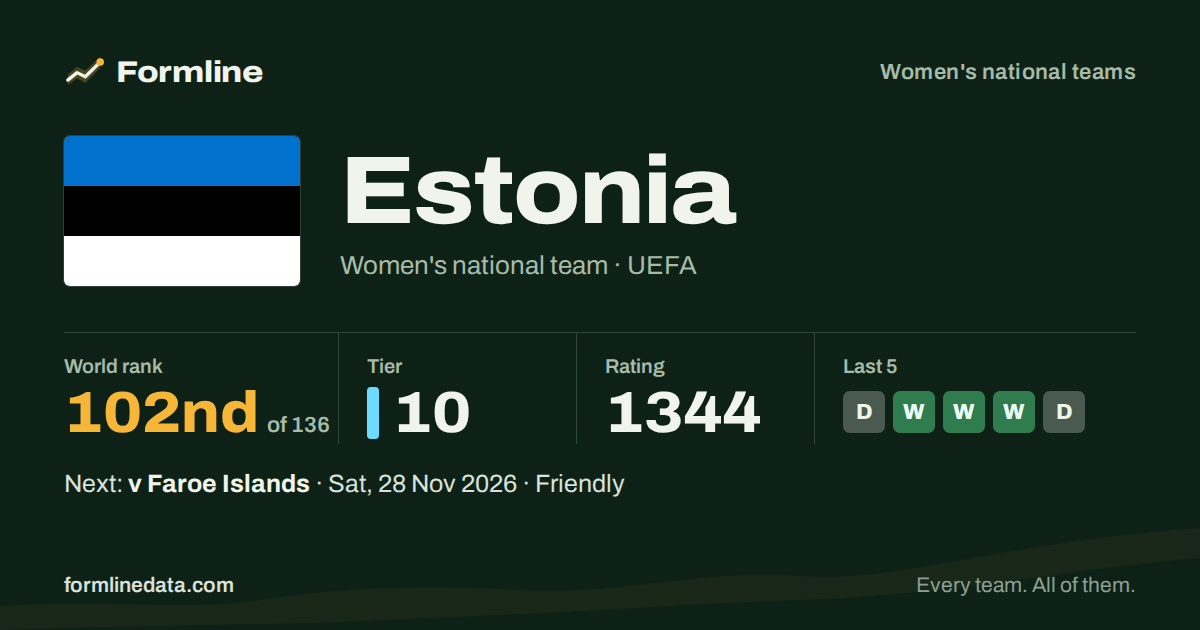 Formline
Women's national teams
Estonia
Women's national team · UEFA
World rank
102nd of 136
Tier
10
Rating
1344
Last 5
D W W W D
Next: v Faroe Islands · Sat, 28 Nov 2026 · Friendly
formlinedata.com
Every team. All of them.